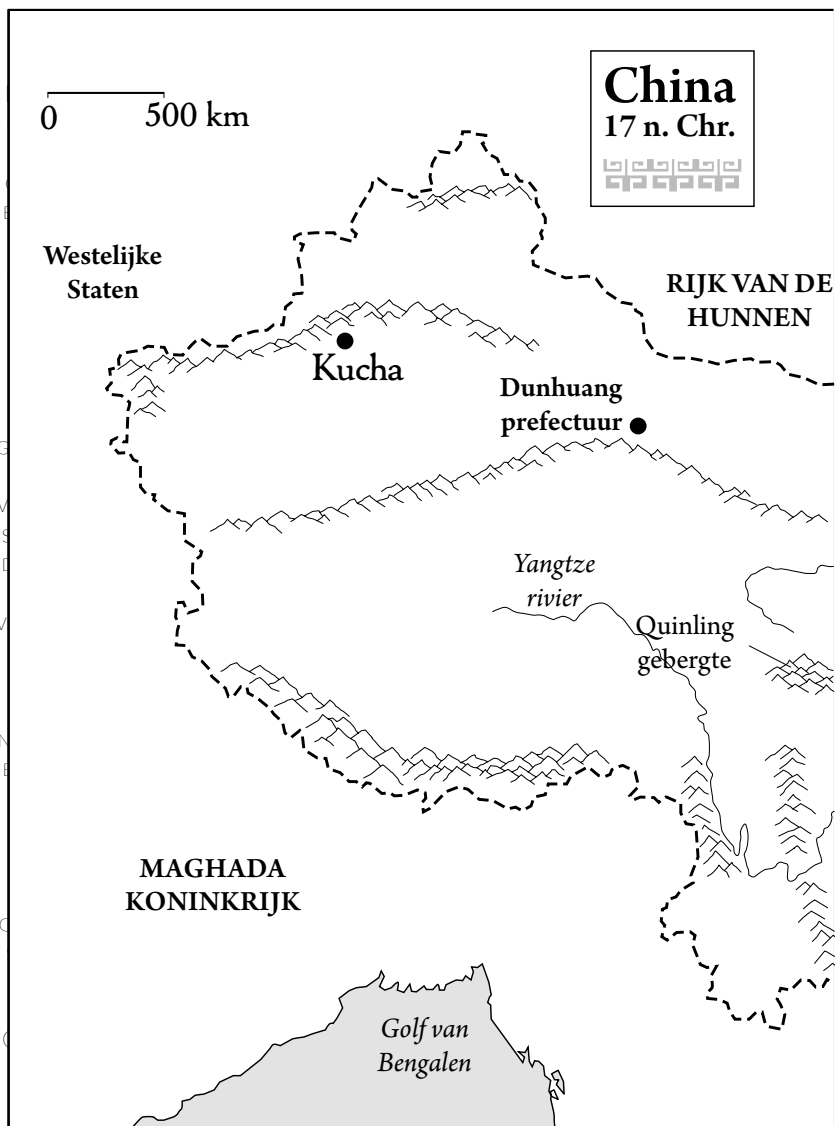 China
17 n. Chr.
0 500 km
Westelijke
Staten
RIJK VAN DE
HUNNEN
Kucha
Dunhuang
prefectuur
Yangtze
rivier
Quinling
gebergte
MAGHADA
KONINKRIJK
Golf van
Bengalen